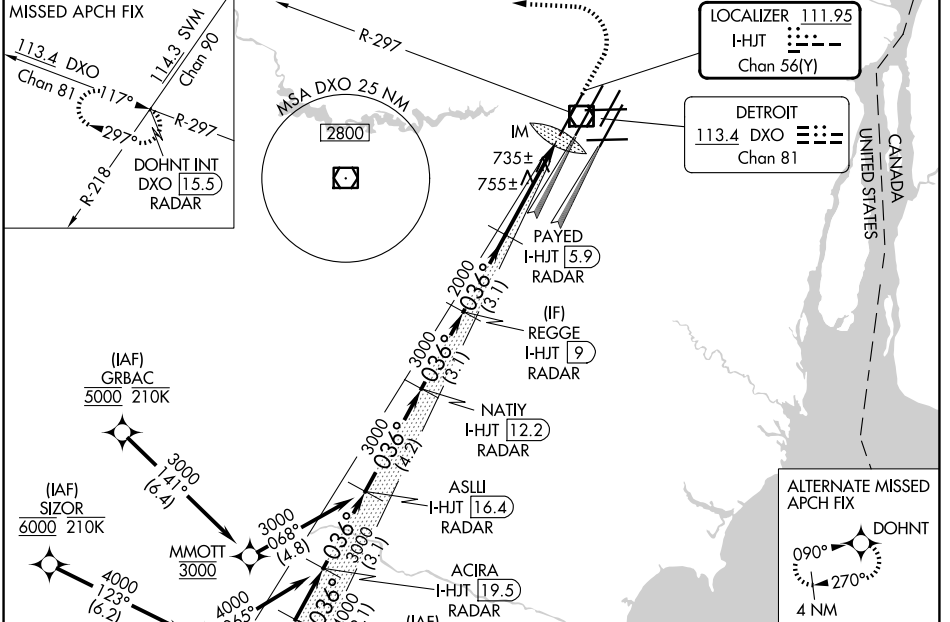 MISSED APCH FIX
113.4 DXO
Chan 81
114.3 SVM
Chan 90
117°
297°
R-297
R-218
DOHNT INT
DXO 15.5
RADAR
R-297
MSA DXO 25 NM
2800
LOCALIZER 111.95
I-HJT
Chan 56(Y)
DETROIT
113.4 DXO
Chan 81
CANADA
UNITED STATES
IM
735±
755±
PAYED
I-HJT 5.9
RADAR
2000
036°
(3.1)
(IF)
REGGE
I-HJT 9
RADAR
3000
036°
(3.1)
NATIY
I-HJT 12.2
RADAR
3000
036°
(4.2)
ASLLI
I-HJT 16.4
RADAR
036°
3000
(3.1)
ACIRA
I-HJT 19.5
RADAR
036°
(IAF)
GRBAC
5000 210K
3000
141°
(6.4)
(IAF)
SIZOR
6000 210K
4000
123°
(6.2)
MMOTT
3000
3000
068°
(4.8)
4000
(IAF)
ALTERNATE MISSED
APCH FIX
DOHNT
090°
270°
4 NM